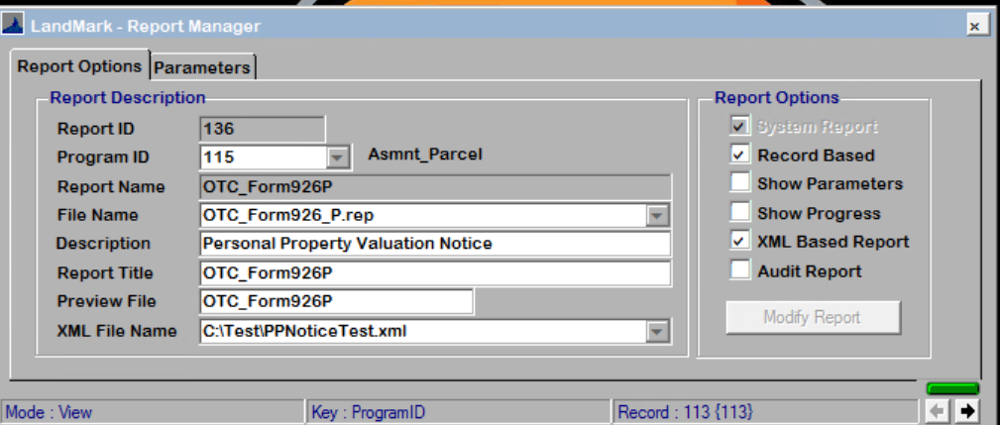 LandMark - Report Manager
Report Options Parameters
Report Description
Report ID 136
Program ID 115 Asmnt_Parcel
Report Name OTC_Form926P
File Name OTC_Form926_P.rep
Description Personal Property Valuation Notice
Report Title OTC_Form926P
Preview File OTC_Form926P
XML File Name C:\Test\PPNoticeTest.xml
Report Options
System Report
Record Based
Show Parameters
Show Progress
XML Based Report
Audit Report
Modify Report
Mode : View Key : ProgramID Record : 113 {113}